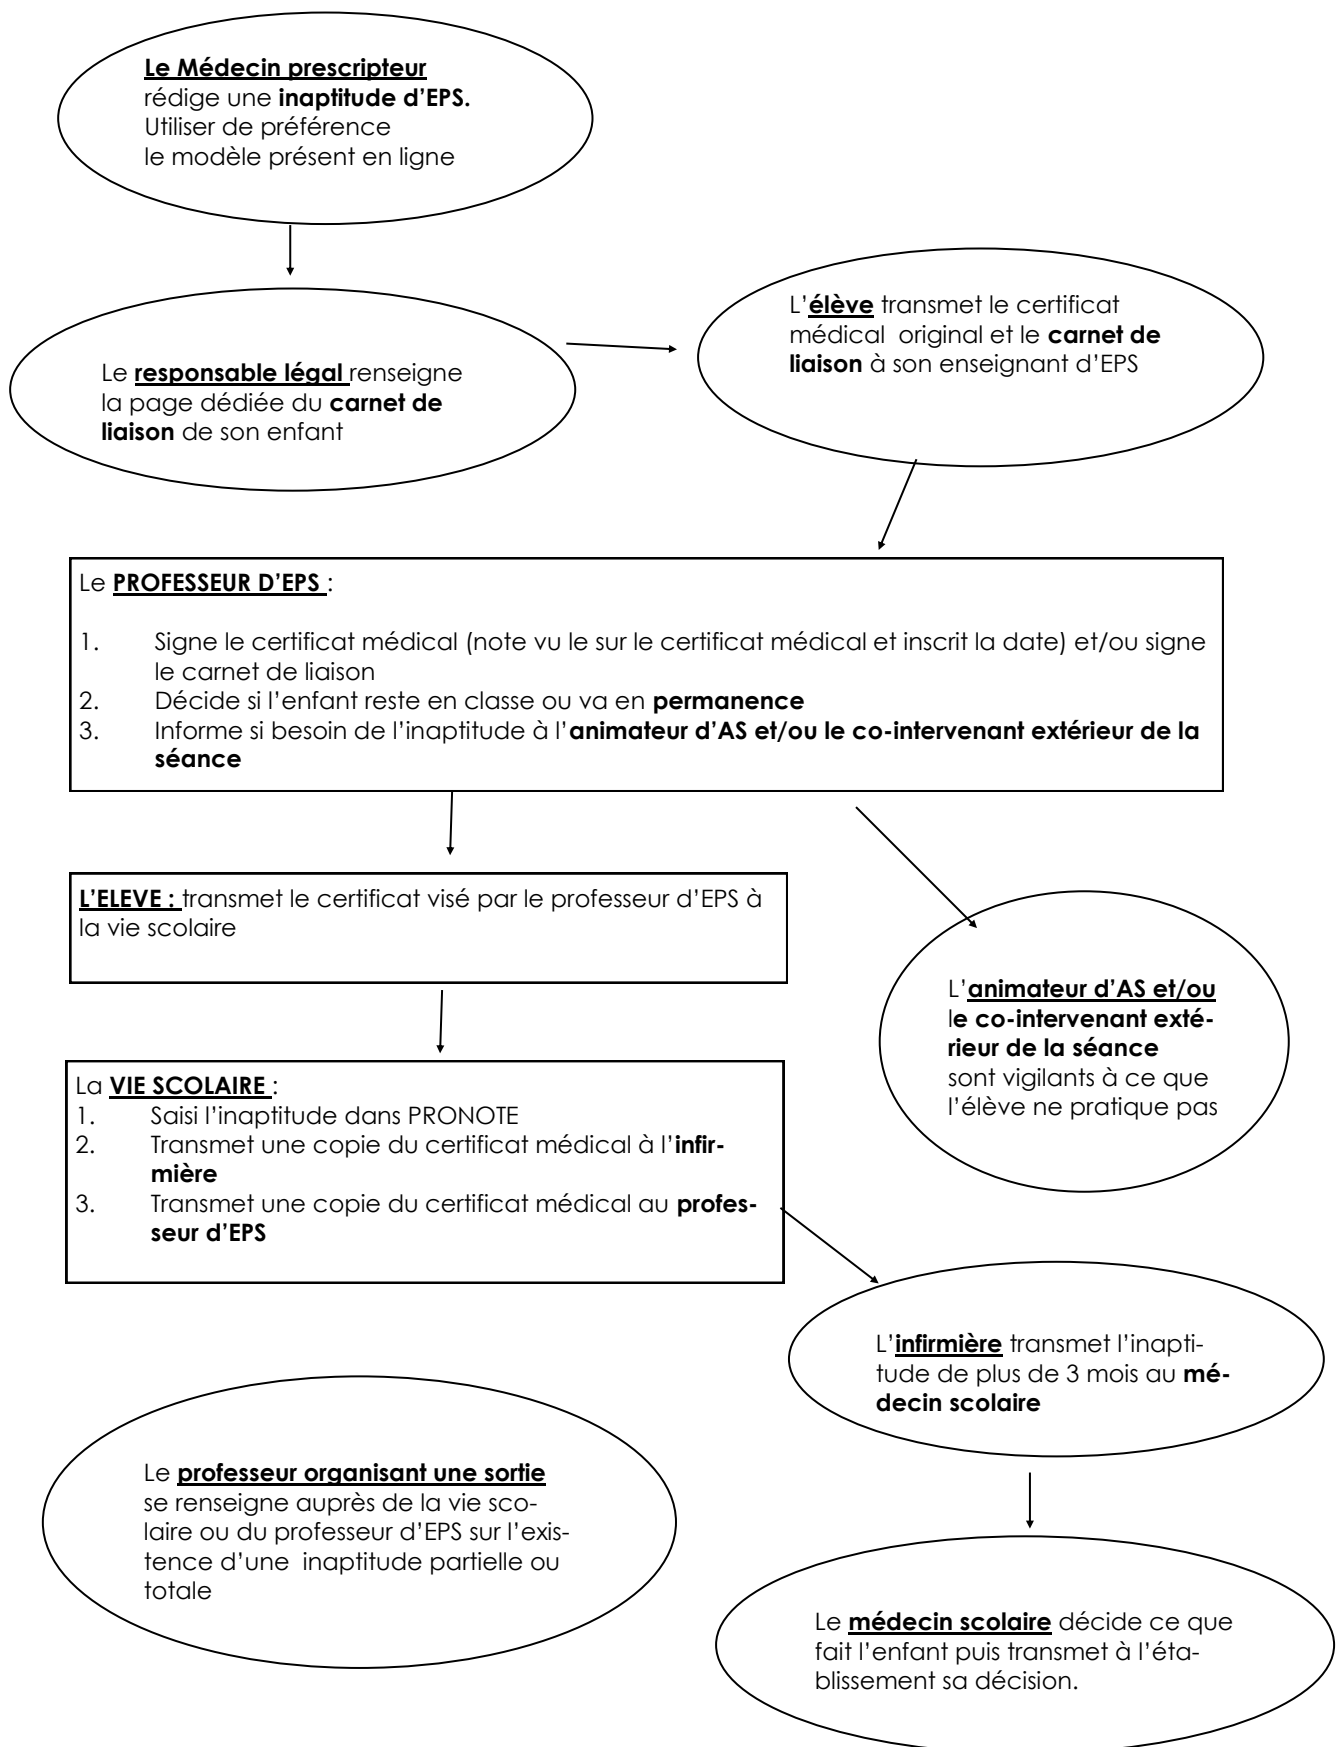 Le Médecin prescripteur
rédige une inaptitude d’EPS.
Utiliser de préférence
le modèle présent en ligne
Le responsable légal renseigne
la page dédiée du carnet de
liaison de son enfant
L’élève transmet le certificat
médical  original et le carnet de
liaison à son enseignant d’EPS
Le PROFESSEUR D’EPS :
1. Signe le certificat médical (note vu le sur le certificat médical et inscrit la date) et/ou signe
le carnet de liaison
2. Décide si l’enfant reste en classe ou va en permanence
3. Informe si besoin de l’inaptitude à l’animateur d’AS et/ou le co-intervenant extérieur de la
séance
L’ELEVE : transmet le certificat visé par le professeur d’EPS à
la vie scolaire
L’animateur d’AS et/ou
le co-intervenant exté-
rieur de la séance
sont vigilants à ce que
l’élève ne pratique pas
La VIE SCOLAIRE :
1. Saisi l’inaptitude dans PRONOTE
2. Transmet une copie du certificat médical à l’infir-
mière
3. Transmet une copie du certificat médical au profes-
seur d’EPS
L’infirmière transmet l’inapti-
tude de plus de 3 mois au mé-
decin scolaire
Le professeur organisant une sortie
se renseigne auprès de la vie sco-
laire ou du professeur d’EPS sur l’exis-
tence d’une  inaptitude partielle ou
totale
Le médecin scolaire décide ce que
fait l’enfant puis transmet à l’éta-
blissement sa décision.